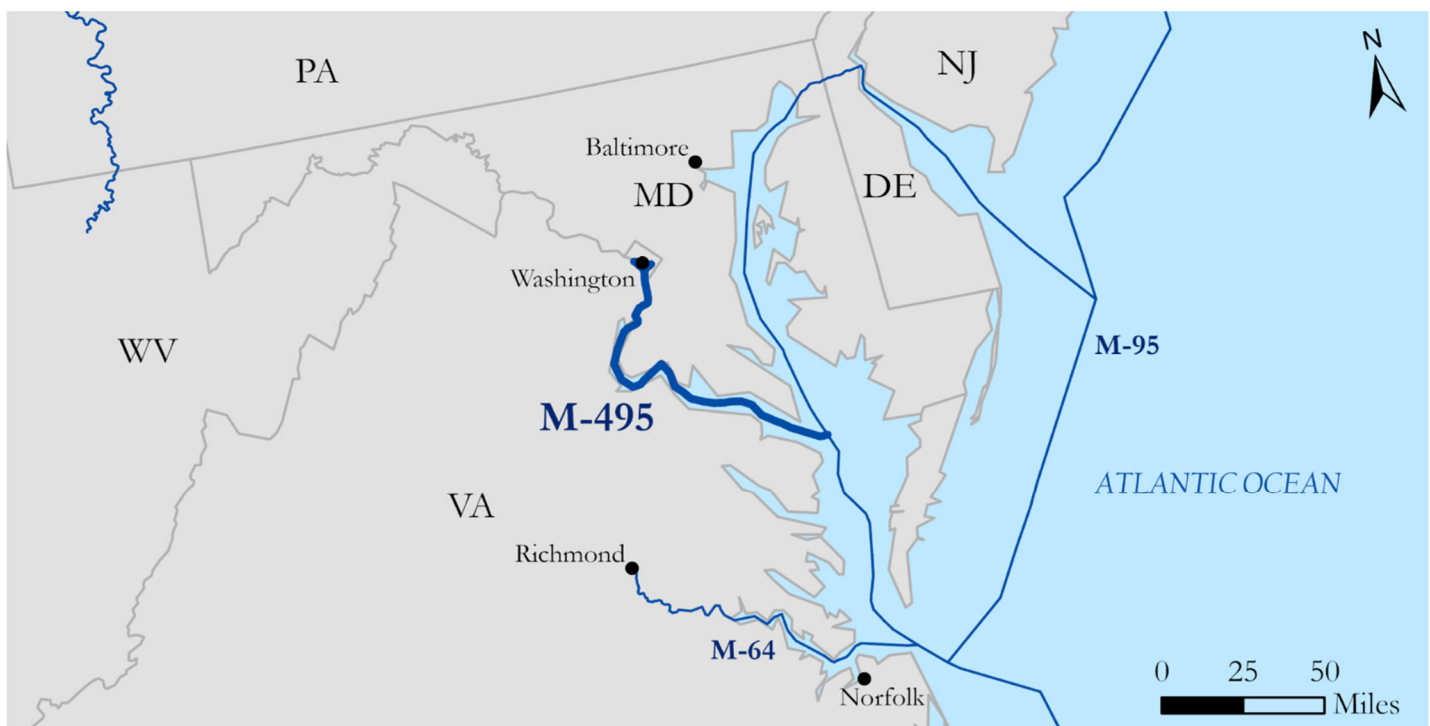 PA
NJ
N
Baltimore
MD
DE
Washington
WV
M-95
M-495
ATLANTIC OCEAN
VA
Richmond
M-64
Norfolk
0 25 50
Miles